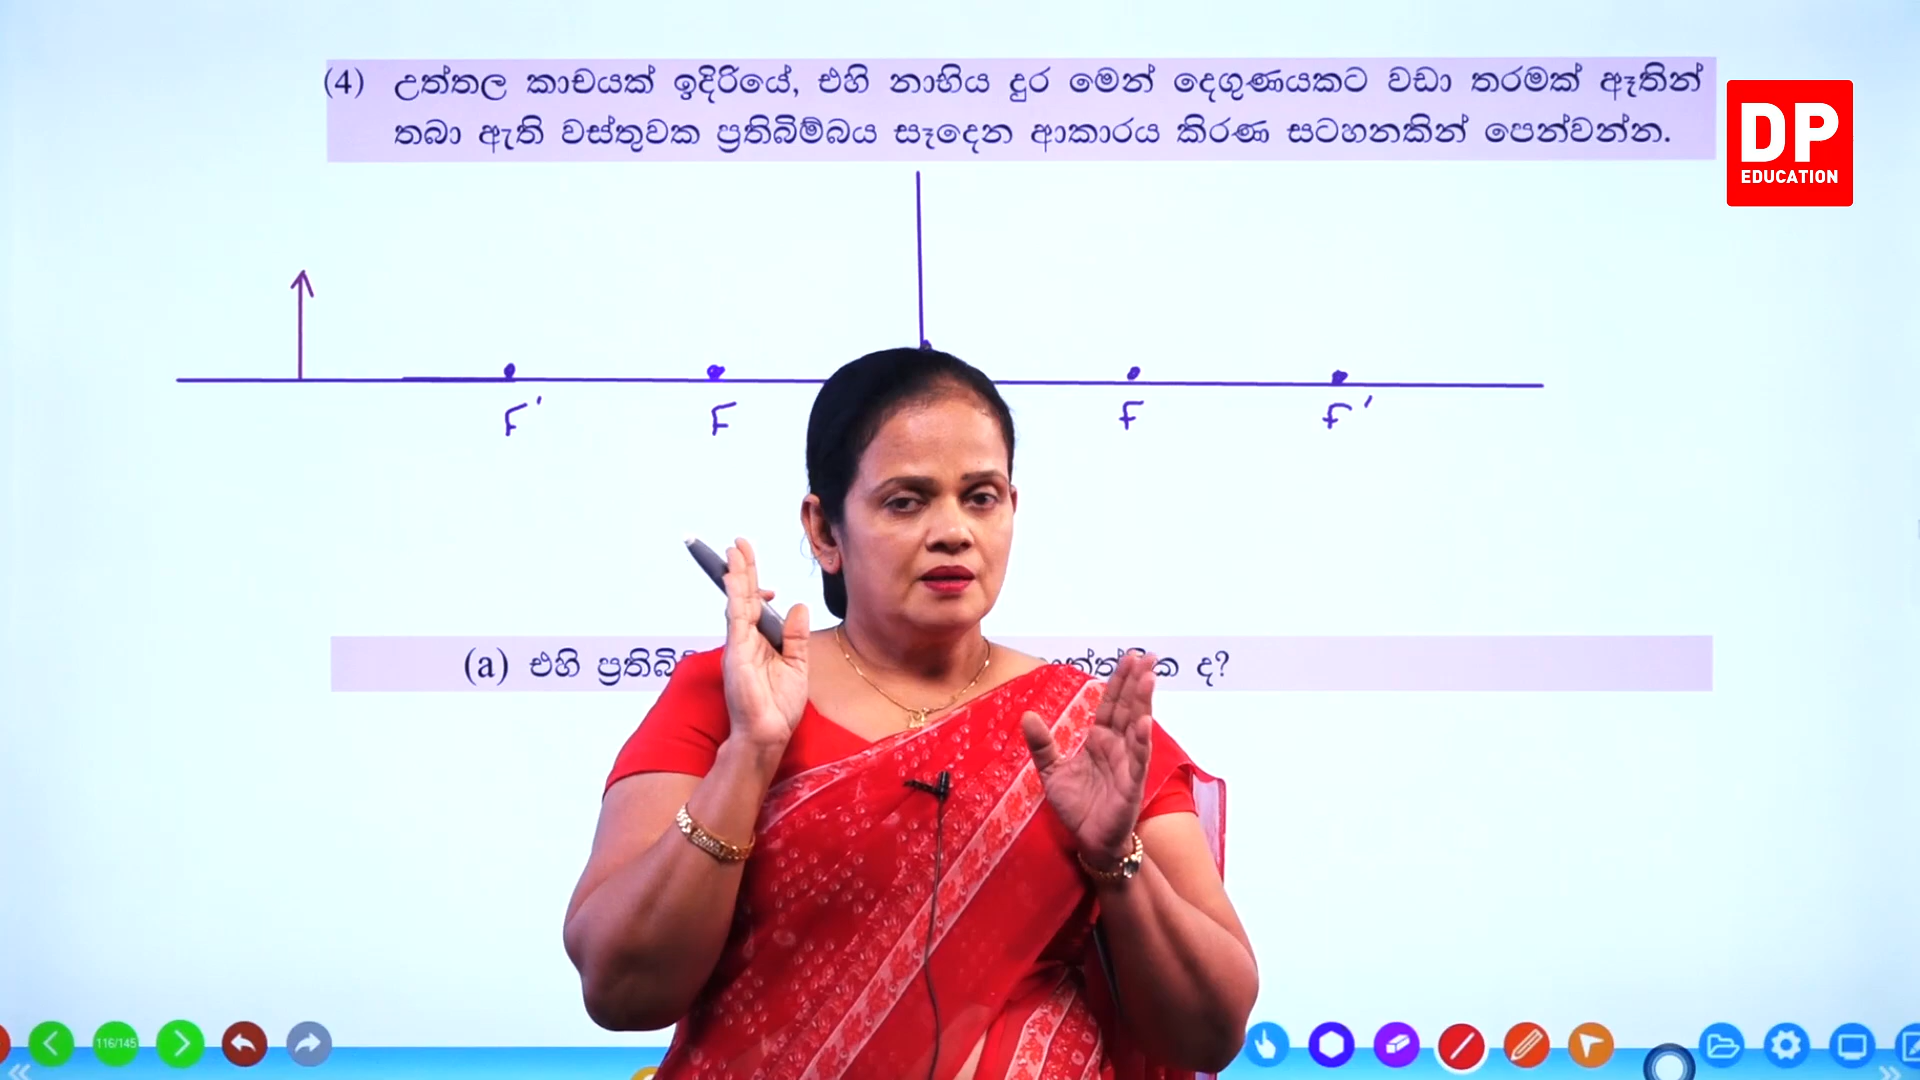 (4) උත්තල කාචයක් ඉදිරියේ, එහි නාභිය දුර මෙන් දෙගුණයකට වඩා තරමක් ඈතින්
තබා ඇති වස්තුවක ප්‍රතිබිම්බය සෑදෙන ආකාරය කිරණ සටහනකින් පෙන්වන්න.
DP
EDUCATION
F' F F F'
(a) එහි ද?
116/145